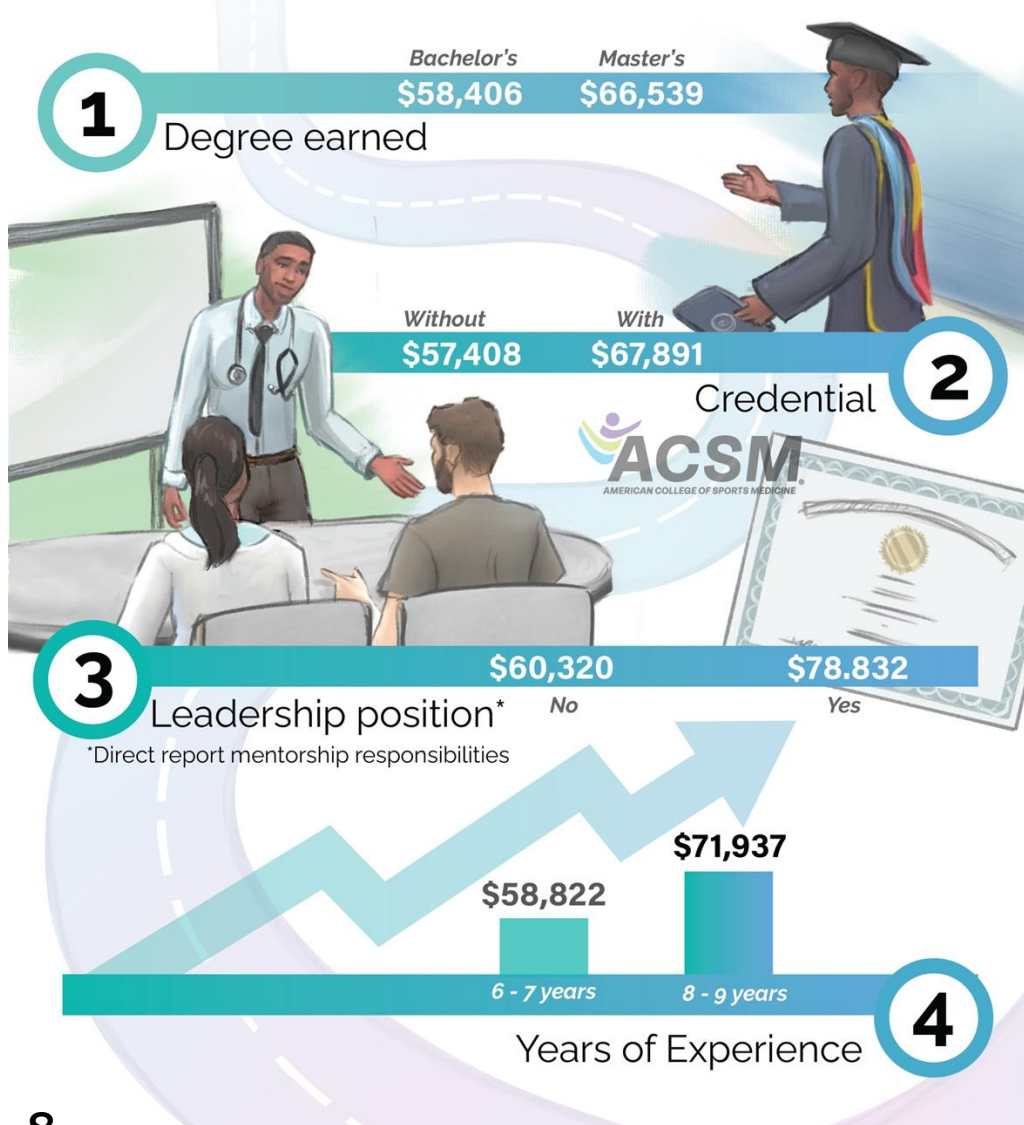 Bachelor's Master's
$58,406 $66,539
1
Degree earned
Without With
$57,408 $67,891
2
Credential
ACSM®
AMERICAN COLLEGE OF SPORTS MEDICINE
3
$60,320 $78.832
No Yes
Leadership position*
*Direct report mentorship responsibilities
$71,937
$58,822
6 - 7 years 8 - 9 years
4
Years of Experience
8